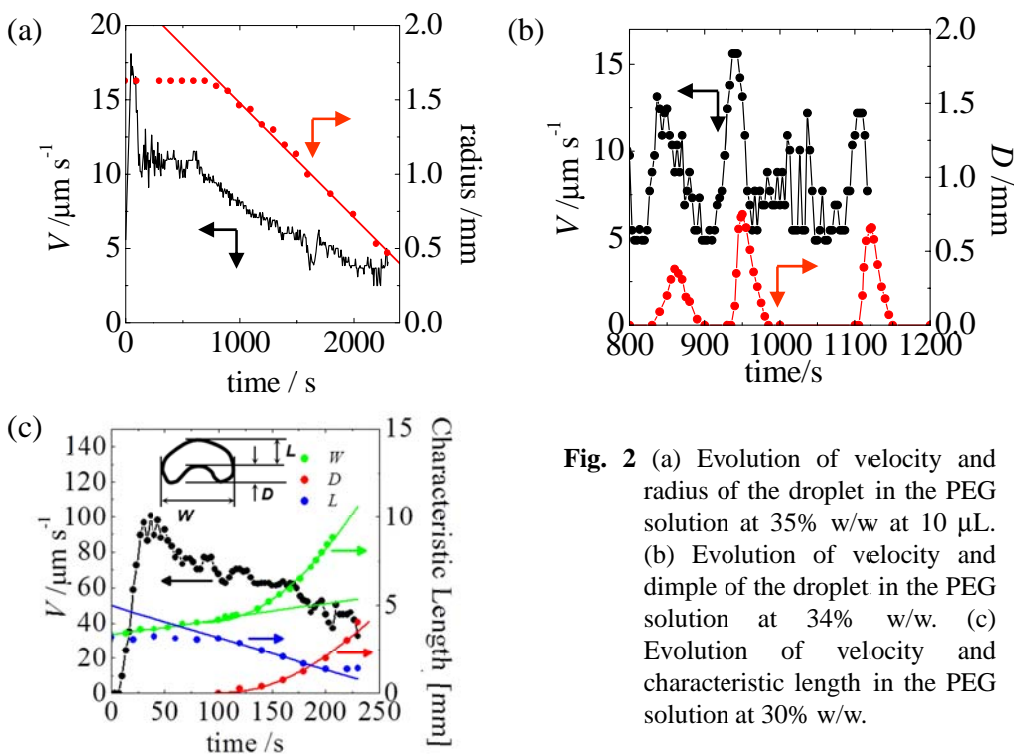 (a)
20
15
10
5
0
V /μm s⁻¹
0 1000 2000
time / s
2.0
1.5
1.0
0.5
0.0
radius /mm
(b)
15
10
5
0
V /μm s⁻¹
800 900 1000 1100 1200
time/s
2.0
1.5
1.0
0.5
0.0
D /mm
(c)
140
120
100
80
60
40
20
0
V /μm s⁻¹
0 50 100 150 200 250
time /s
15
10
5
0
Characteristic Length [mm]
L
D
W
W
D
L
Fig. 2 (a) Evolution of velocity and
radius of the droplet in the PEG
solution at 35% w/w at 10 μL.
(b) Evolution of velocity and
dimple of the droplet in the PEG
solution at 34% w/w. (c)
Evolution of velocity and
characteristic length in the PEG
solution at 30% w/w.